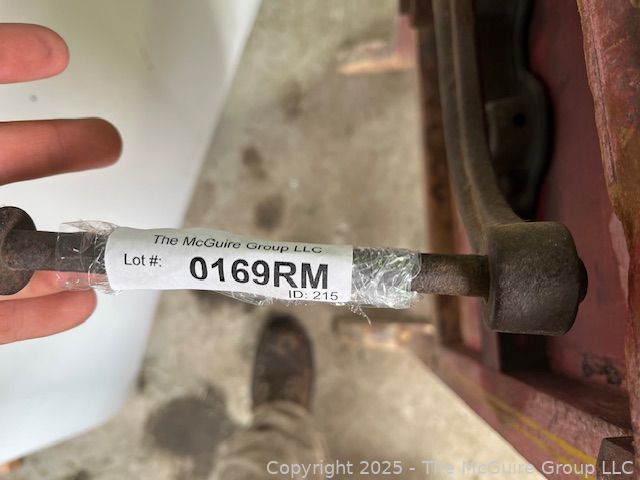 The McGuire Group LLC
Lot #: 0169RM
ID: 215
Copyright 2025 - The McGuire Group LLC